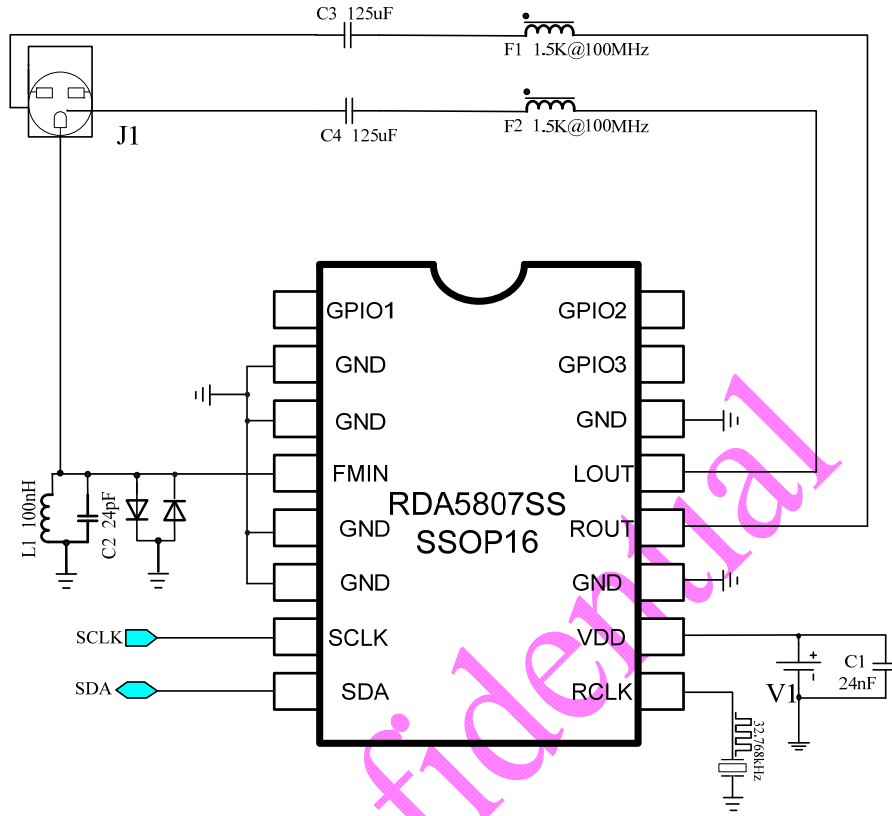 C3 125uF
F1 1.5K@100MHz
J1
C4 125uF
F2 1.5K@100MHz
GPIO1
GPIO2
GND
GPIO3
GND
GND
FMIN
LOUT
RDA5807SS
SSOP16
GND
ROUT
GND
GND
L1 100nH
C2 24pF
SCLK
SCLK
VDD
SDA
SDA
RCLK
V1
+
-
C1
24nF
32.768kHz
fidential